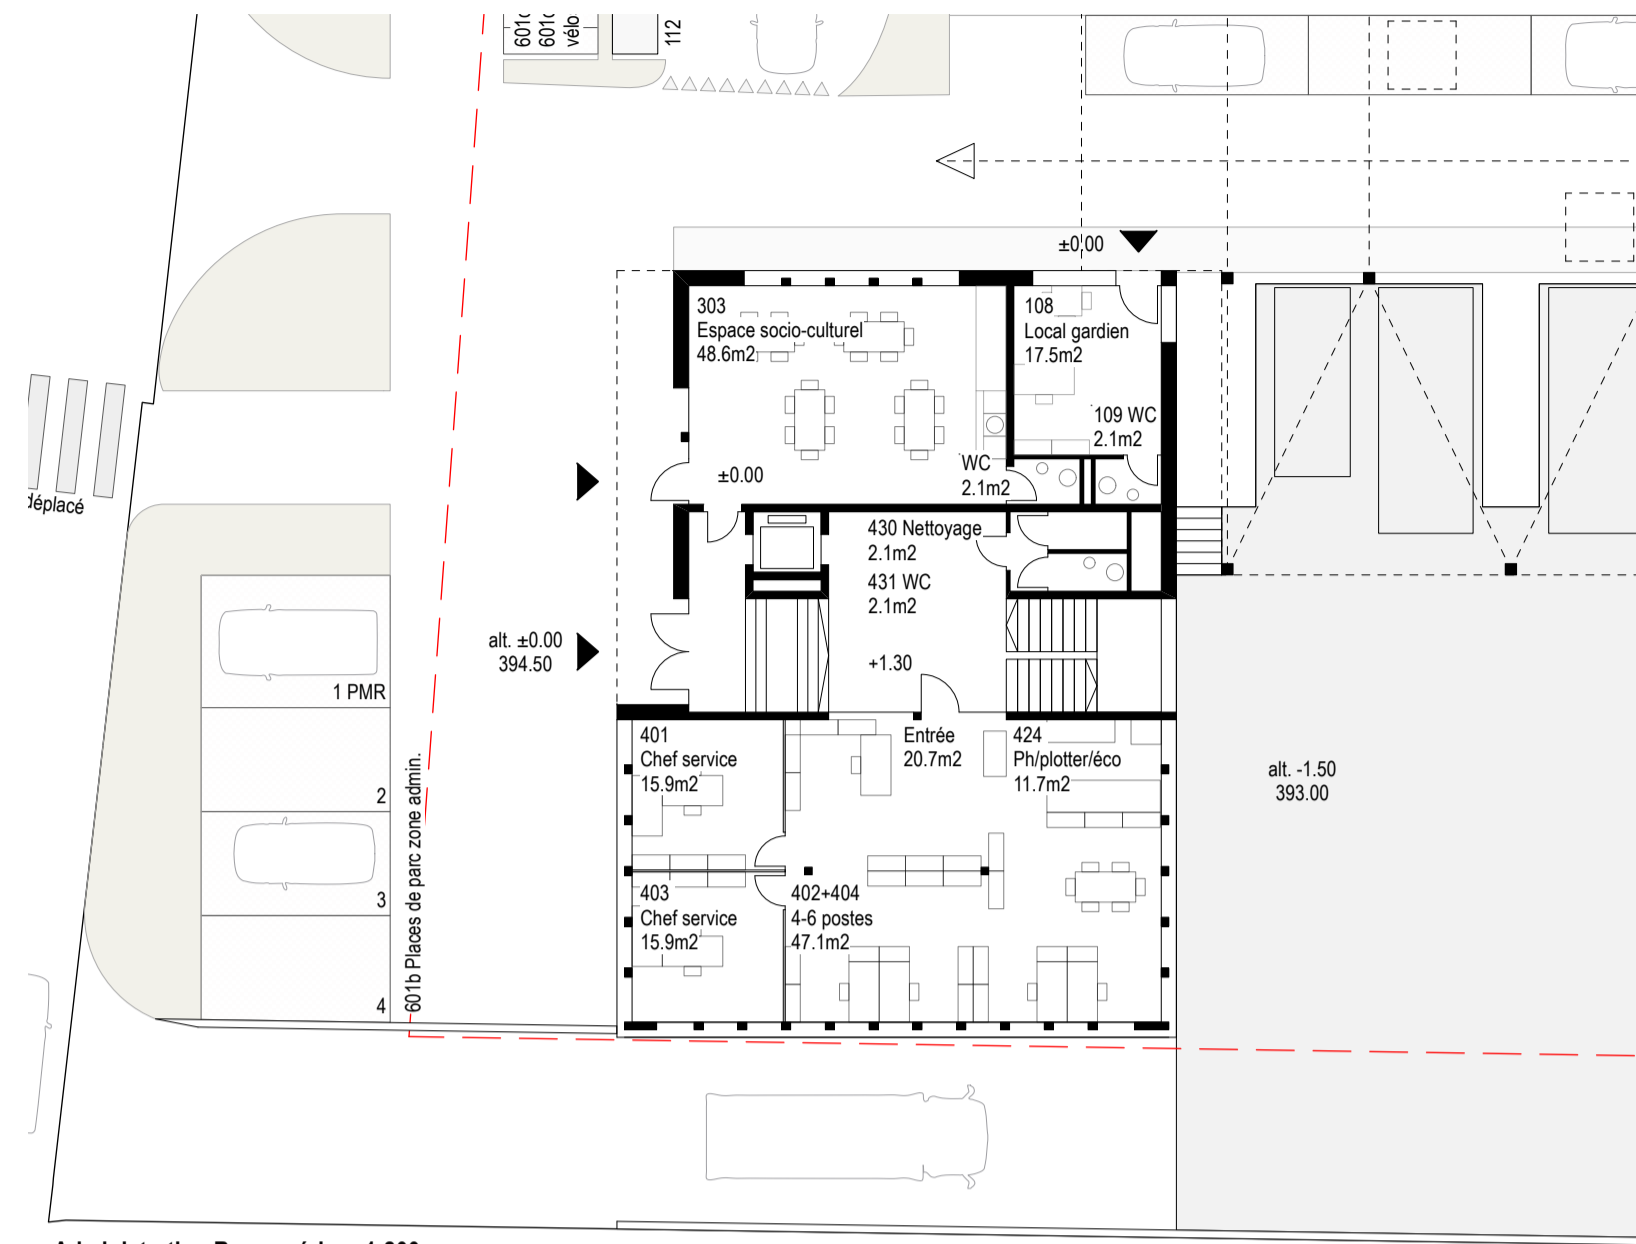 601c
601c
vélo
112
±0.00
303
Espace socio-culturel
48.6m2
108
Local gardien
17.5m2
109 WC
2.1m2
WC
2.1m2
±0.00
déplacé
430 Nettoyage
2.1m2
431 WC
2.1m2
alt. ±0.00
394.50
+1.30
1 PMR
2
3
4
601b Places de parc zone admin.
401
Chef service
15.9m2
Entrée
20.7m2
424
Ph/plotter/éco
11.7m2
alt. -1.50
393.00
403
Chef service
15.9m2
402+404
4-6 postes
47.1m2